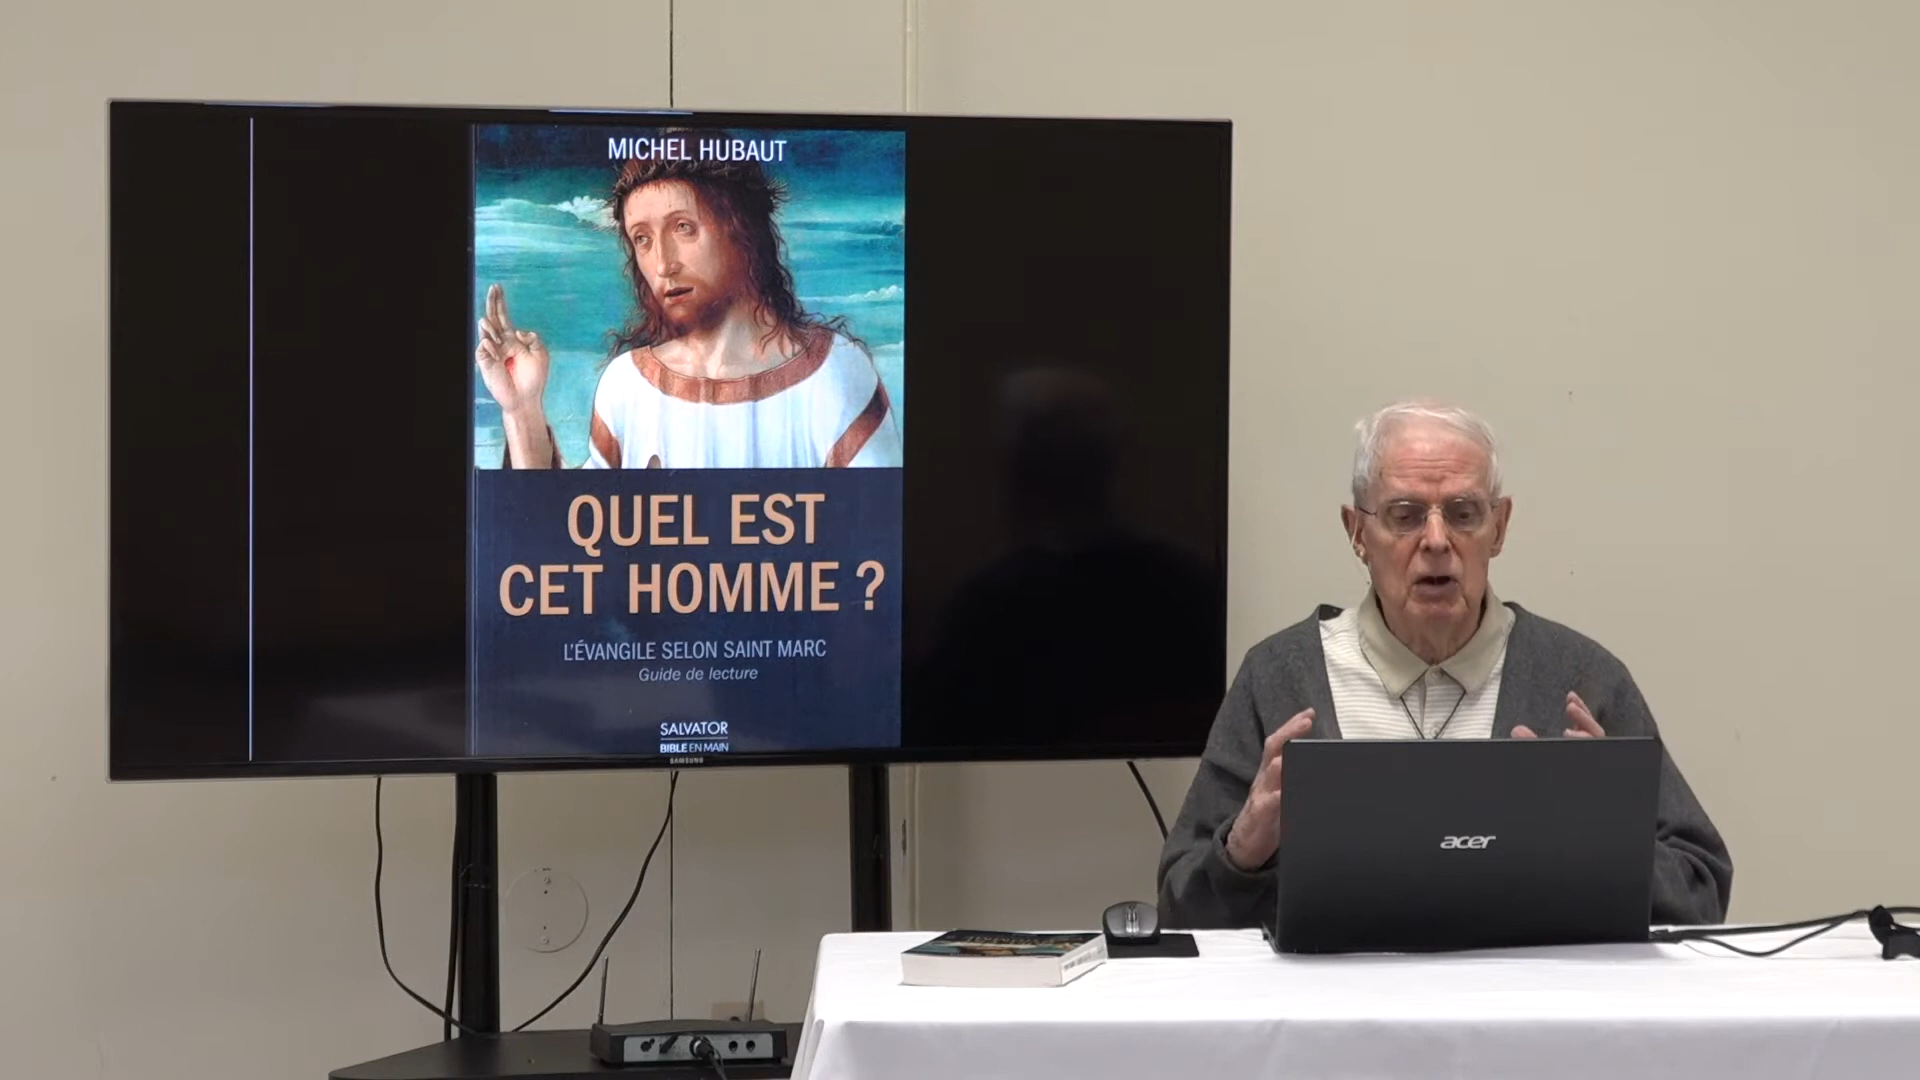 MICHEL HUBAUT
QUEL EST
CET HOMME ?
L'ÉVANGILE SELON SAINT MARC
Guide de lecture
SALVATOR
BIBLE EN MAIN
SAMSUNG
acer